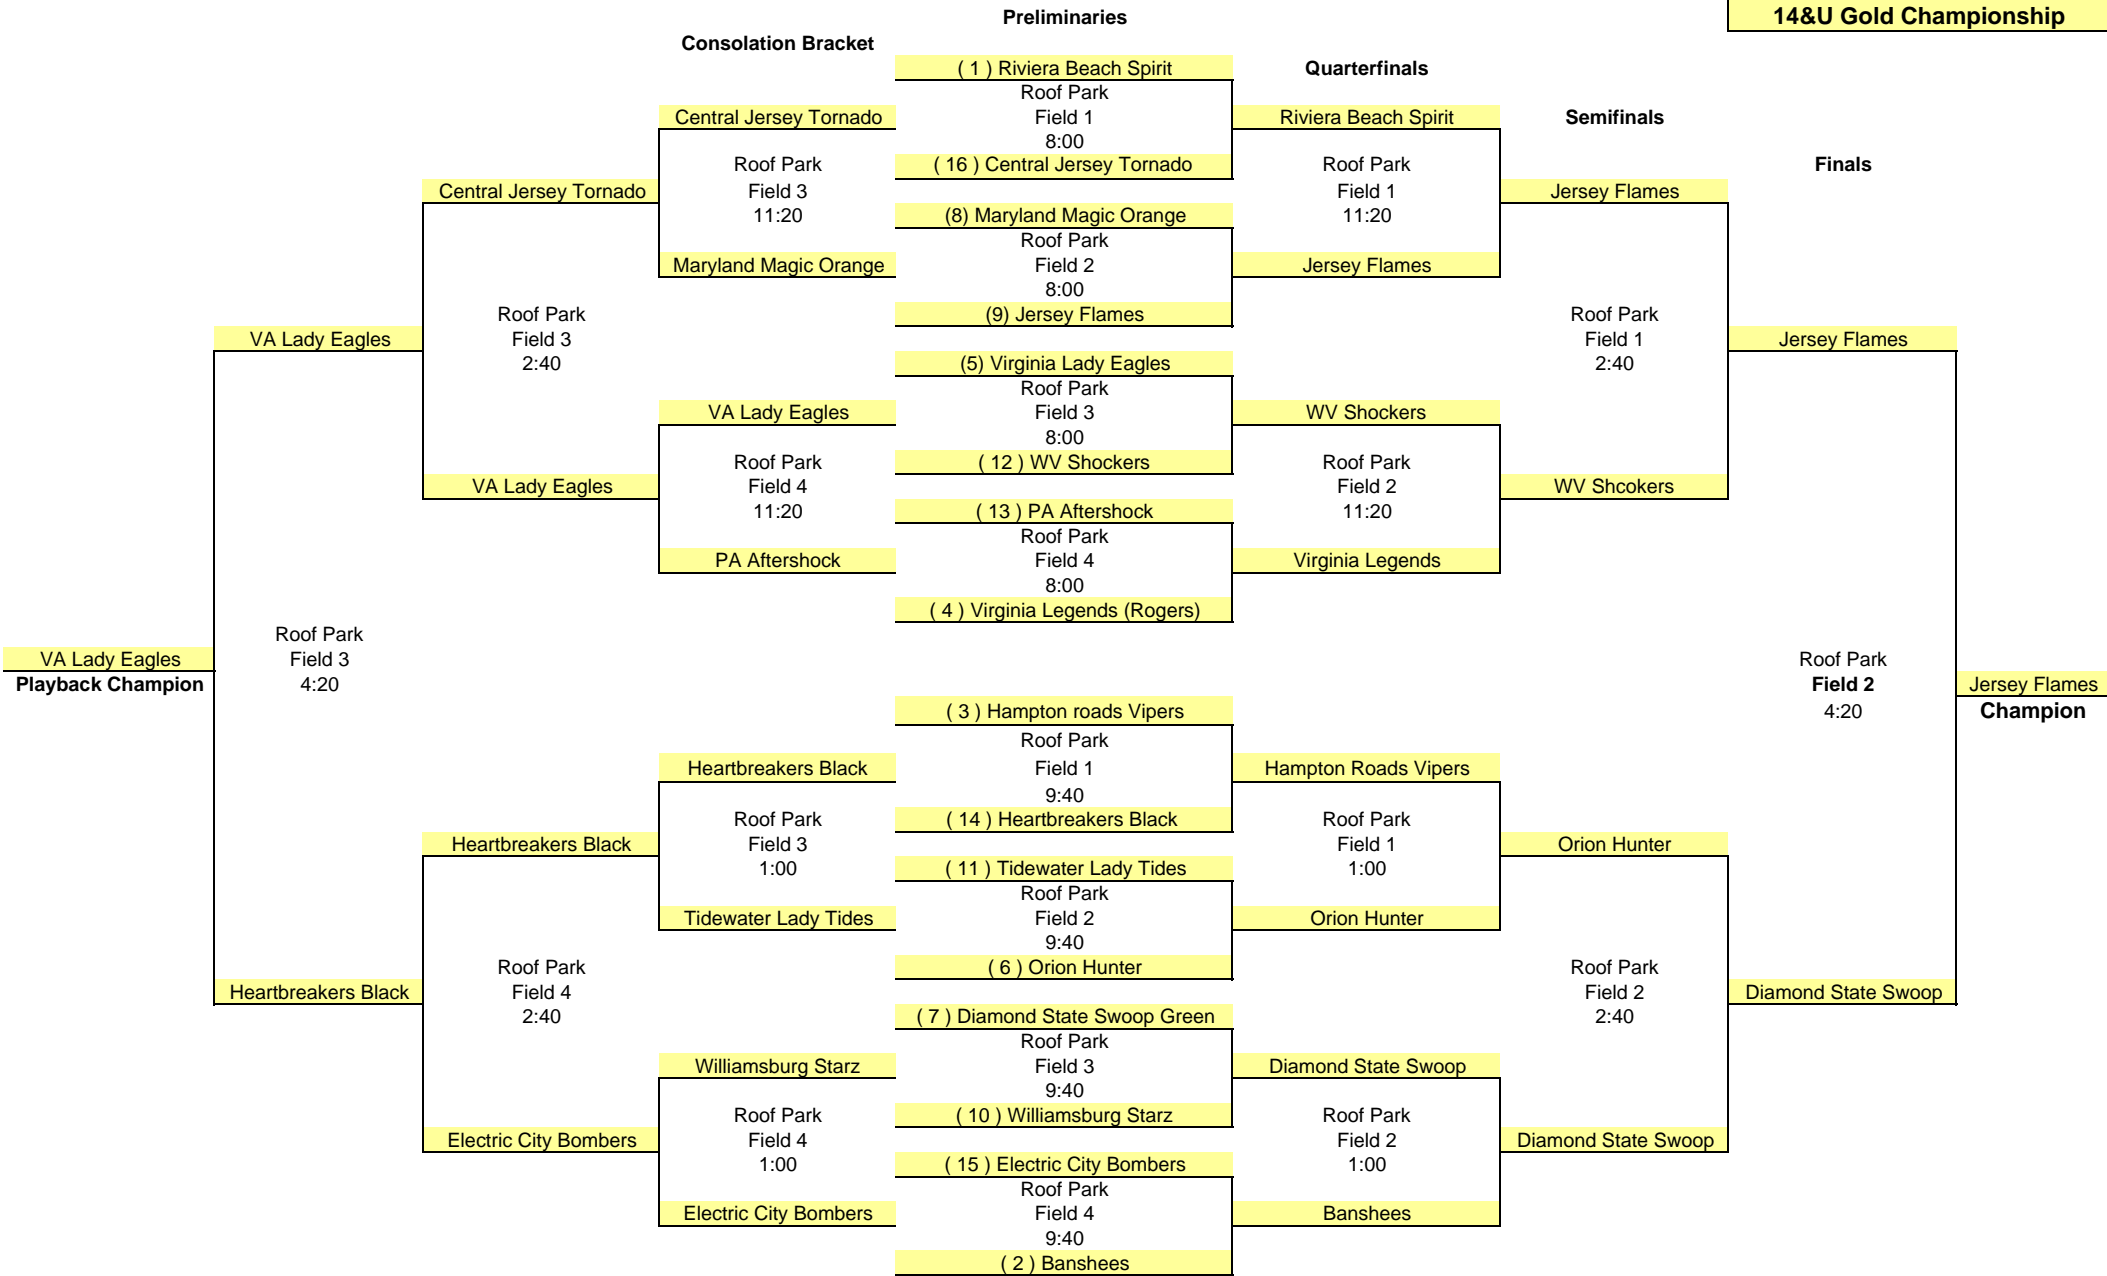 Preliminaries
14&U Gold Championship
Consolation Bracket
( 1 ) Riviera Beach Spirit
Quarterfinals
Roof Park
Central Jersey Tornado
Field 1
Riviera Beach Spirit
Semifinals
8:00
Roof Park
( 16 ) Central Jersey Tornado
Roof Park
Finals
Central Jersey Tornado
Field 3
Field 1
Jersey Flames
11:20
(8) Maryland Magic Orange
11:20
Roof Park
Maryland Magic Orange
Field 2
Jersey Flames
8:00
Roof Park
(9) Jersey Flames
Roof Park
VA Lady Eagles
Field 3
Field 1
Jersey Flames
2:40
(5) Virginia Lady Eagles
2:40
Roof Park
VA Lady Eagles
Field 3
WV Shockers
8:00
Roof Park
( 12 ) WV Shockers
Roof Park
VA Lady Eagles
Field 4
Field 2
WV Shcokers
11:20
( 13 ) PA Aftershock
11:20
Roof Park
PA Aftershock
Field 4
Virginia Legends
8:00
( 4 ) Virginia Legends (Rogers)
Roof Park
VA Lady Eagles
Field 3
Roof Park
Playback Champion
4:20
Field 2
Jersey Flames
( 3 ) Hampton roads Vipers
4:20
Champion
Roof Park
Heartbreakers Black
Field 1
Hampton Roads Vipers
9:40
Roof Park
( 14 ) Heartbreakers Black
Roof Park
Heartbreakers Black
Field 3
Field 1
Orion Hunter
1:00
( 11 ) Tidewater Lady Tides
1:00
Roof Park
Tidewater Lady Tides
Field 2
Orion Hunter
9:40
Roof Park
( 6 ) Orion Hunter
Roof Park
Heartbreakers Black
Field 4
Field 2
Diamond State Swoop
2:40
( 7 ) Diamond State Swoop Green
2:40
Roof Park
Williamsburg Starz
Field 3
Diamond State Swoop
9:40
Roof Park
( 10 ) Williamsburg Starz
Roof Park
Electric City Bombers
Field 4
Field 2
Diamond State Swoop
1:00
( 15 ) Electric City Bombers
1:00
Roof Park
Electric City Bombers
Field 4
Banshees
9:40
( 2 ) Banshees